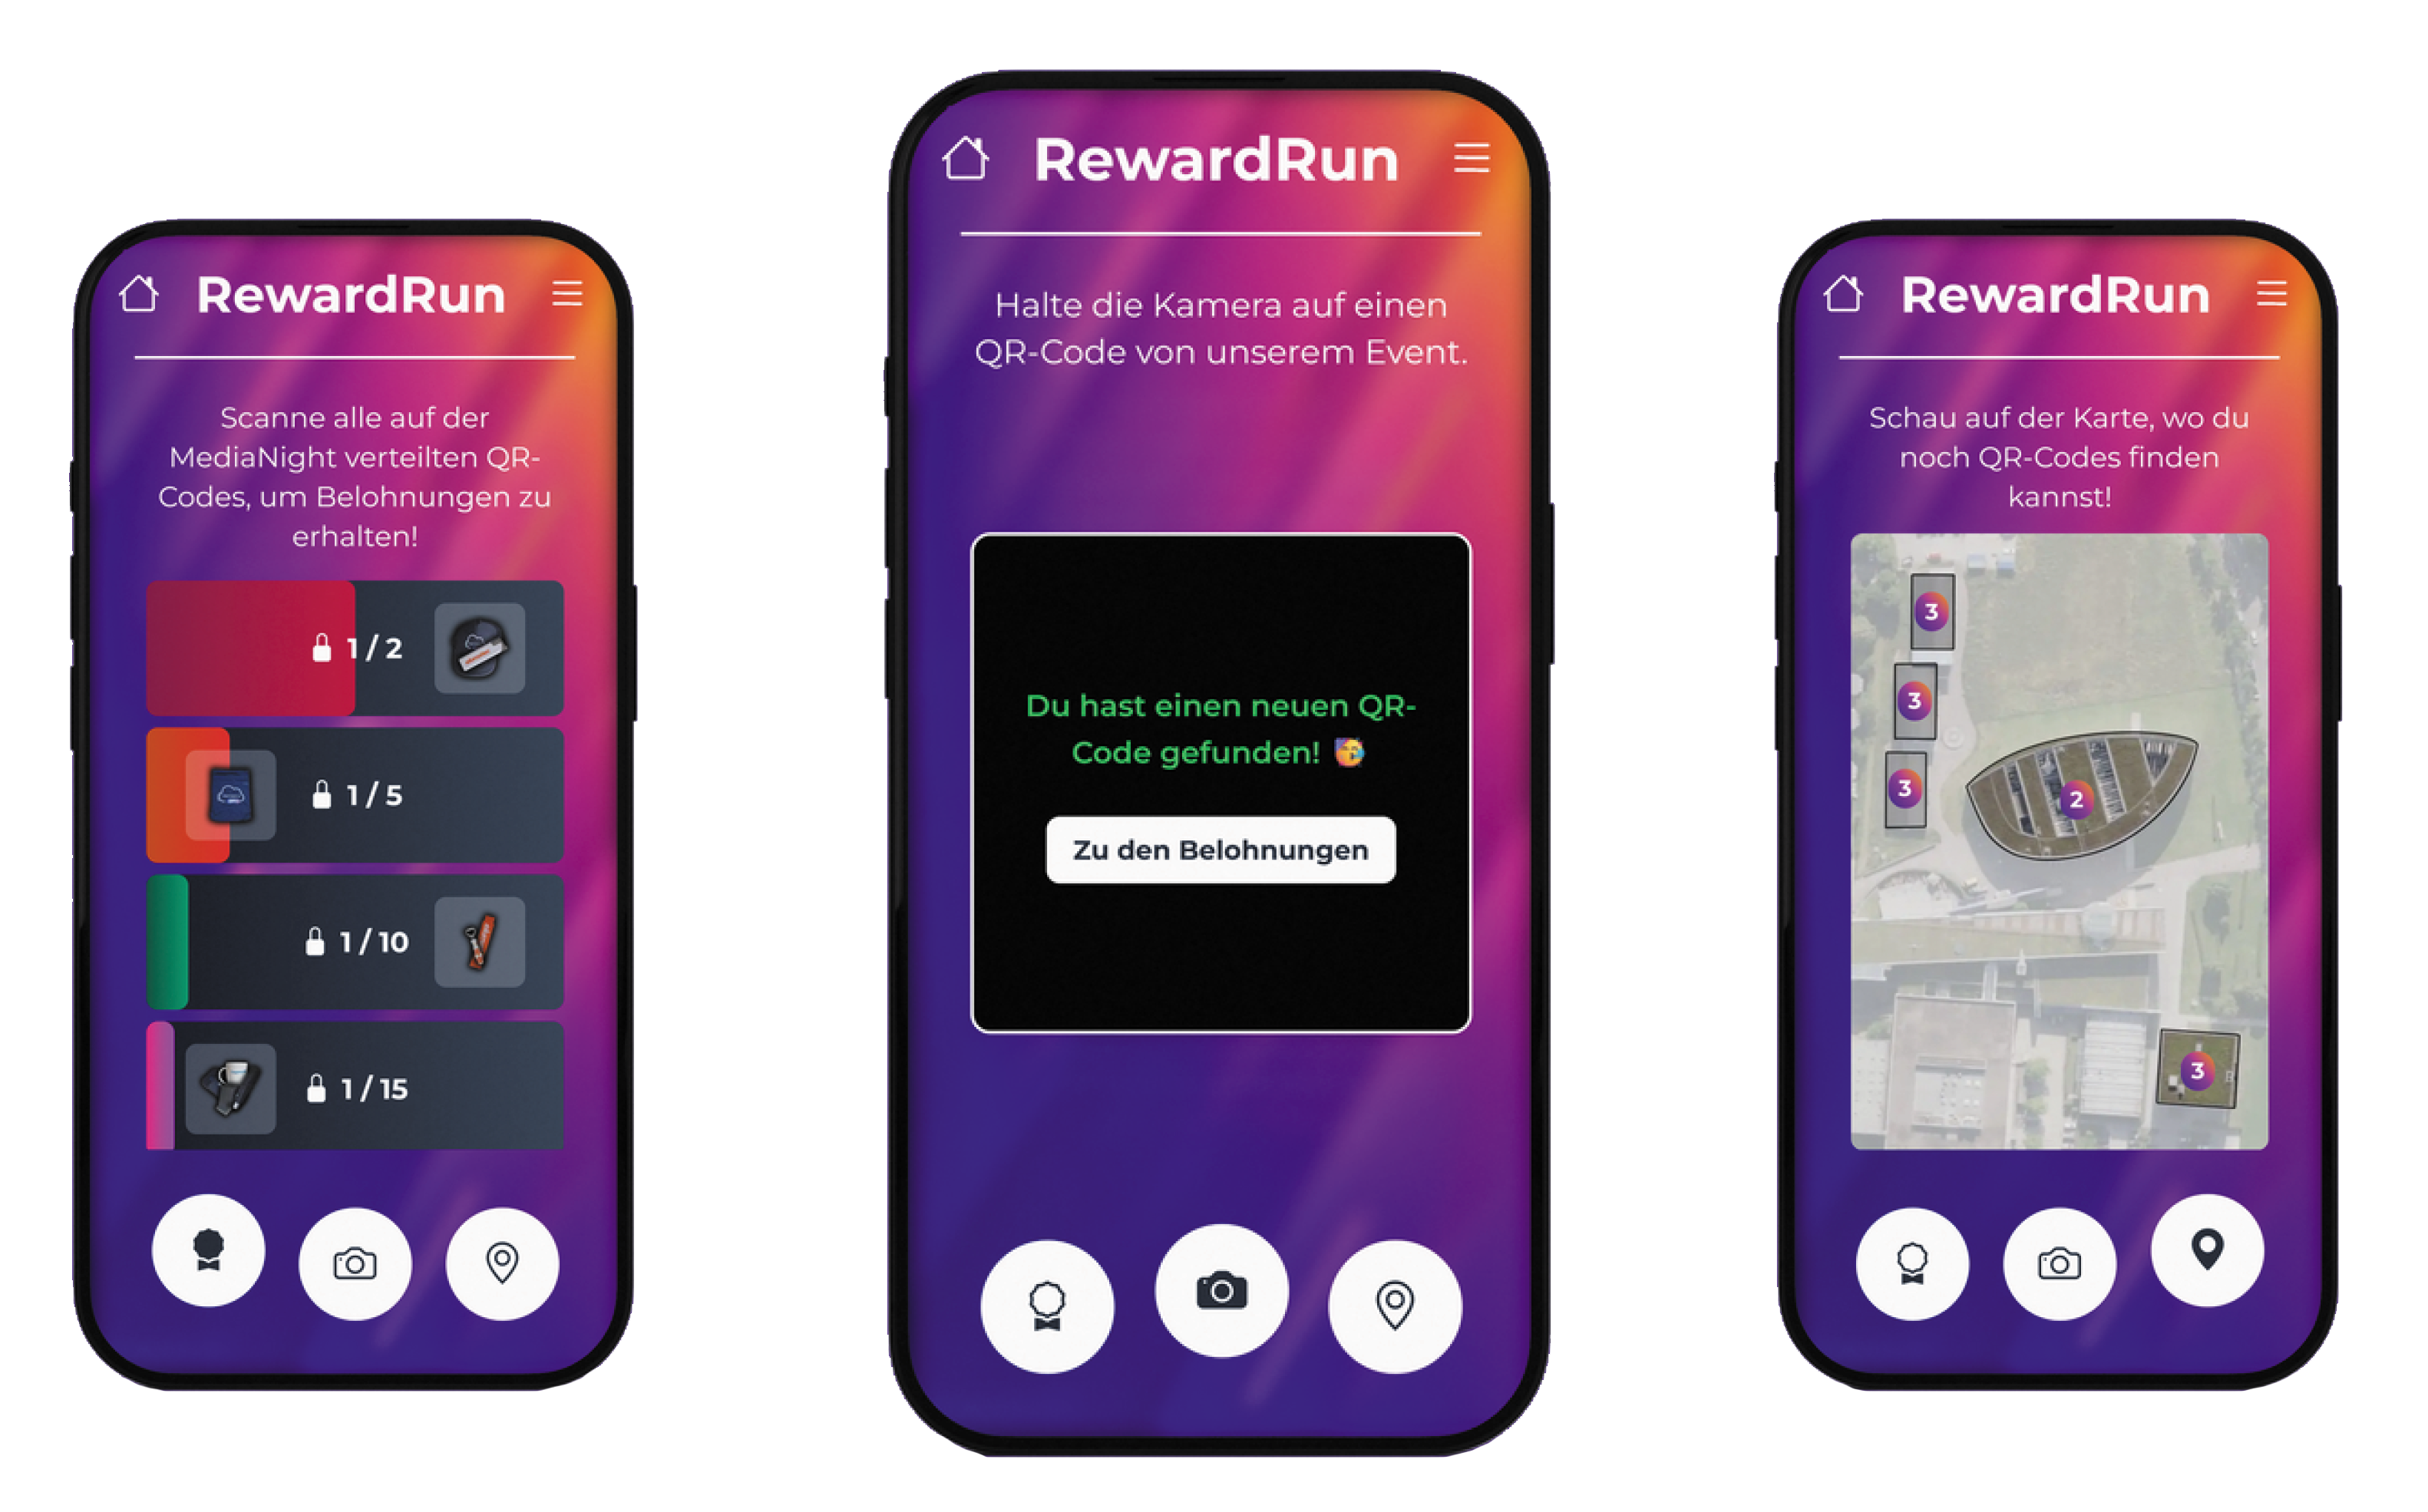 RewardRun
Scanne alle auf der
MediaNight verteilten QR-
Codes, um Belohnungen zu
erhalten!
1 / 2
1 / 5
1 / 10
1 / 15
RewardRun
Halte die Kamera auf einen
QR-Code von unserem Event.
Du hast einen neuen QR-
Code gefunden! 🥳
Zu den Belohnungen
RewardRun
Schau auf der Karte, wo du
noch QR-Codes finden
kannst!
3
3
3
2
3